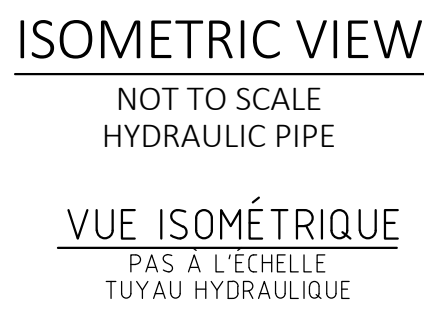 ISOMETRIC VIEW
NOT TO SCALE
HYDRAULIC PIPE
VUE ISOMÉTRIQUE
PAS À L'ÉCHELLE
TUYAU HYDRAULIQUE